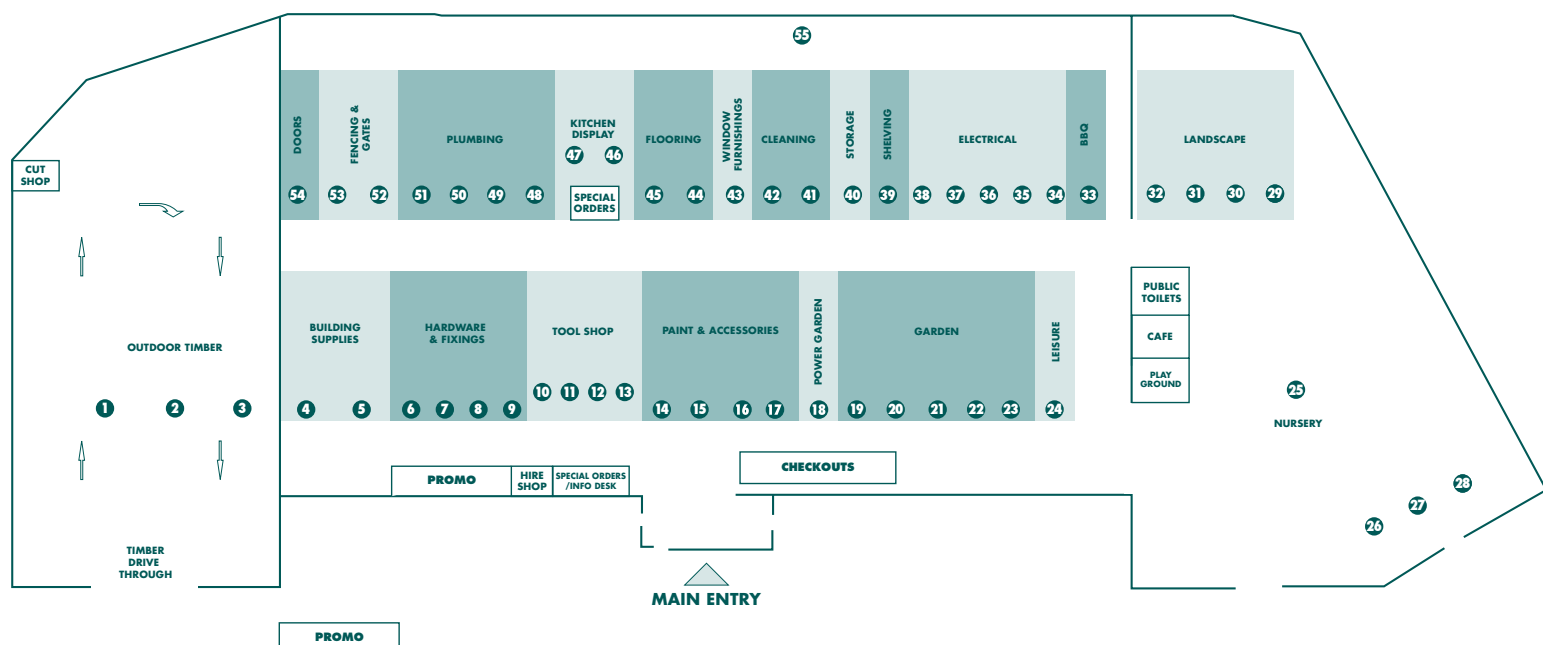 55
DOORS
FENCING &
GATES
PLUMBING
KITCHEN
DISPLAY
47 46
FLOORING
WINDOW
FURNISHINGS
CLEANING
STORAGE
SHELVING
ELECTRICAL
BBQ
LANDSCAPE
CUT
SHOP
54 53 52 51 50 49 48
SPECIAL
ORDERS
45 44 43 42 41 40 39 38 37 36 35 34 33 32 31 30 29
PUBLIC
TOILETS
BUILDING
SUPPLIES
HARDWARE
& FIXINGS
TOOL SHOP
PAINT & ACCESSORIES
POWER GARDEN
GARDEN
LEISURE
CAFE
OUTDOOR TIMBER
PLAY
GROUND
1 2 3 4 5 6 7 8 9 10 11 12 13 14 15 16 17 18 19 20 21 22 23 24 25
NURSERY
PROMO
HIRE
SHOP
SPECIAL ORDERS
/INFO DESK
CHECKOUTS
26 27 28
TIMBER
DRIVE
THROUGH
MAIN ENTRY
PROMO